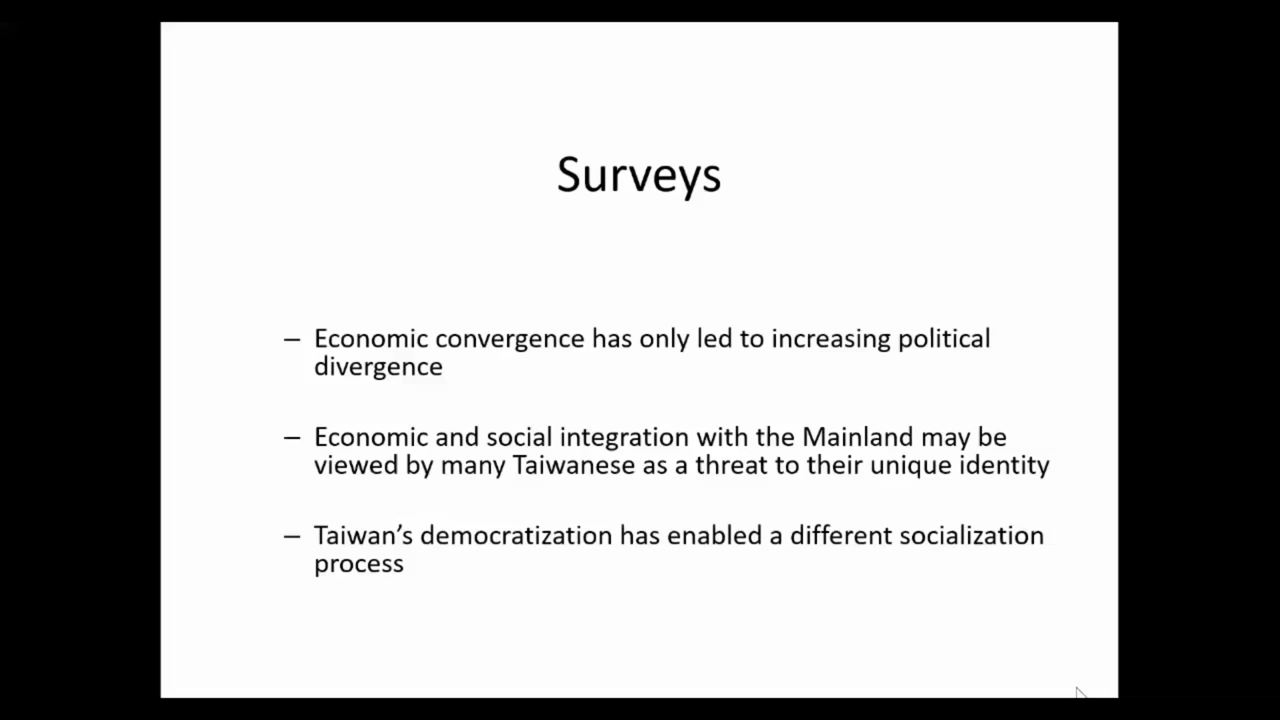 Surveys
– Economic convergence has only led to increasing political
divergence
– Economic and social integration with the Mainland may be
viewed by many Taiwanese as a threat to their unique identity
– Taiwan’s democratization has enabled a different socialization
process